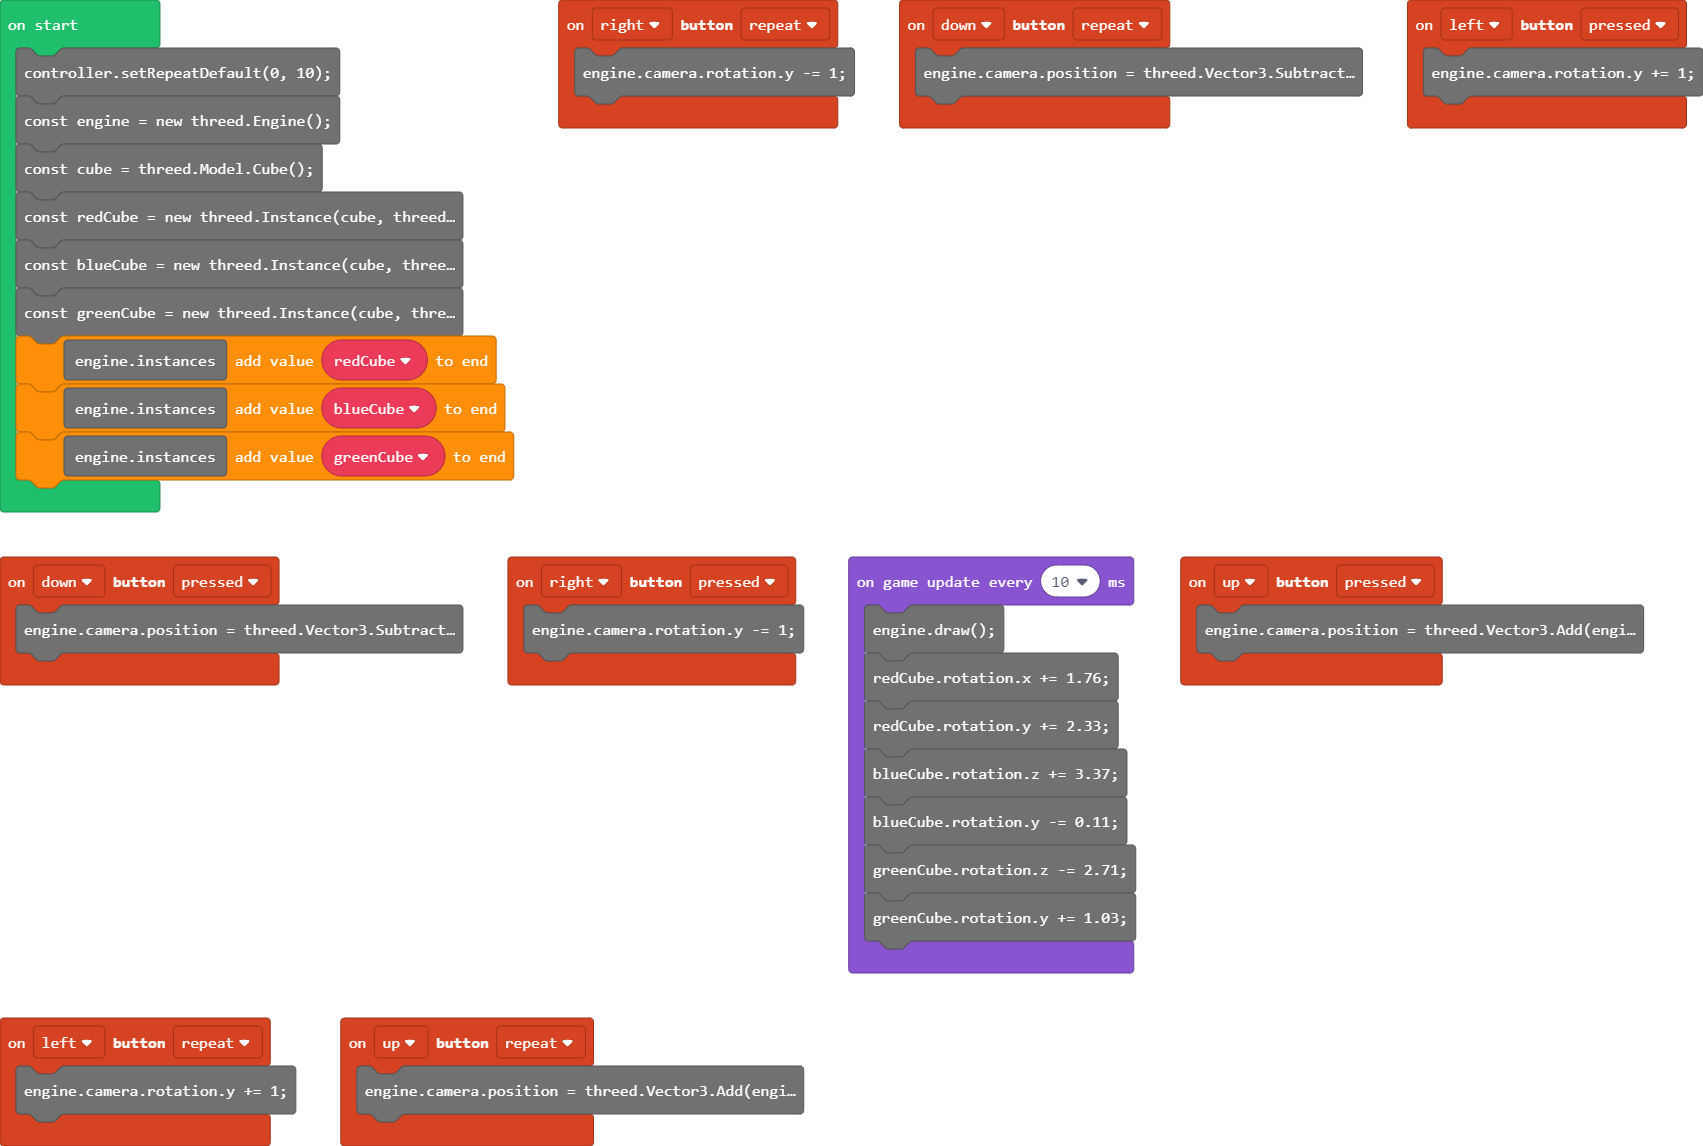 on start
controller.setRepeatDefault(0, 10);
const engine = new threed.Engine();
const cube = threed.Model.Cube();
const redCube = new threed.Instance(cube, threed…
const blueCube = new threed.Instance(cube, three…
const greenCube = new threed.Instance(cube, thre…
engine.instances add value redCube to end
engine.instances add value blueCube to end
engine.instances add value greenCube to end
on right button repeat
engine.camera.rotation.y -= 1;
on down button repeat
engine.camera.position = threed.Vector3.Subtract…
on left button pressed
engine.camera.rotation.y += 1;
on down button pressed
engine.camera.position = threed.Vector3.Subtract…
on right button pressed
engine.camera.rotation.y -= 1;
on game update every 10 ms
engine.draw();
redCube.rotation.x += 1.76;
redCube.rotation.y += 2.33;
blueCube.rotation.z += 3.37;
blueCube.rotation.y -= 0.11;
greenCube.rotation.z -= 2.71;
greenCube.rotation.y += 1.03;
on up button pressed
engine.camera.position = threed.Vector3.Add(engi…
on left button repeat
engine.camera.rotation.y += 1;
on up button repeat
engine.camera.position = threed.Vector3.Add(engi…